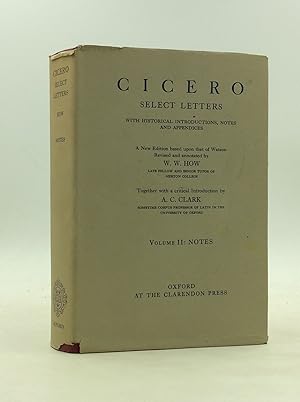 CICERO
SELECT LETTERS
WITH HISTORICAL INTRODUCTIONS, NOTES
AND APPENDICES
A New Edition based upon that of Watson
Revised and annotated by
W. W. HOW
LATE FELLOW AND SENIOR TUTOR OF
MERTON COLLEGE
Together with a critical Introduction by
A. C. CLARK
SOMETIME CORPUS PROFESSOR OF LATIN IN THE
UNIVERSITY OF OXFORD
VOLUME II: NOTES
OXFORD
AT THE CLARENDON PRESS
CICERO
SELECT
LETTERS
HOW
NOTES
OXFORD